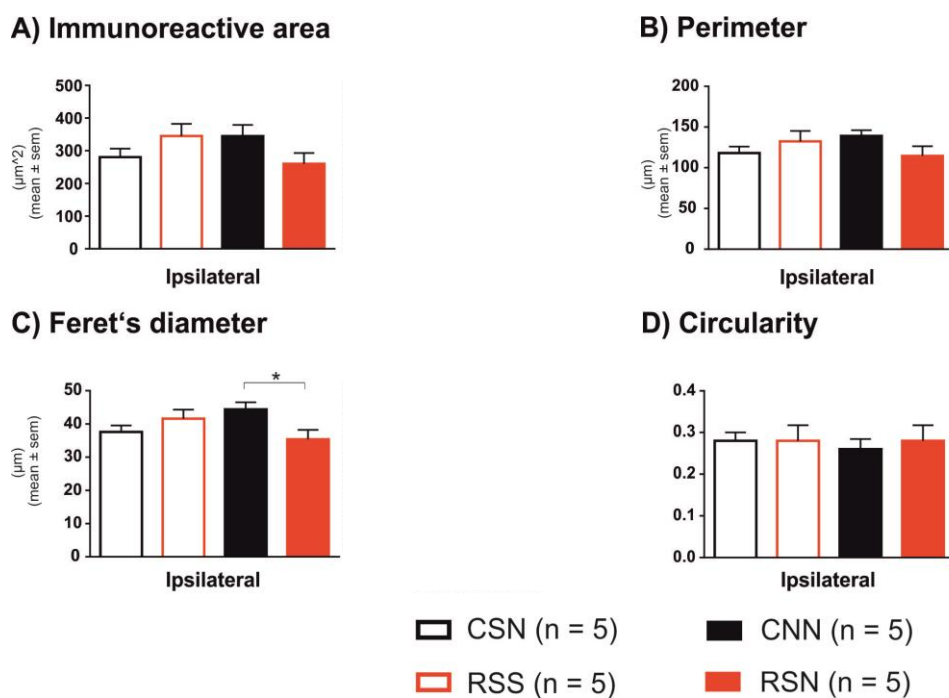 A) Immunoreactive area
B) Perimeter
500
400
300
200
100
0
(µm^2)
(mean ± sem)
Ipsilateral
200
150
100
50
0
(µm)
(mean ± sem)
Ipsilateral
C) Feret‘s diameter
D) Circularity
50
40
30
20
10
0
(µm)
(mean ± sem)
*
Ipsilateral
0.4
0.3
0.2
0.1
0.0
Ipsilateral
CSN (n = 5)
CNN (n = 5)
RSS (n = 5)
RSN (n = 5)